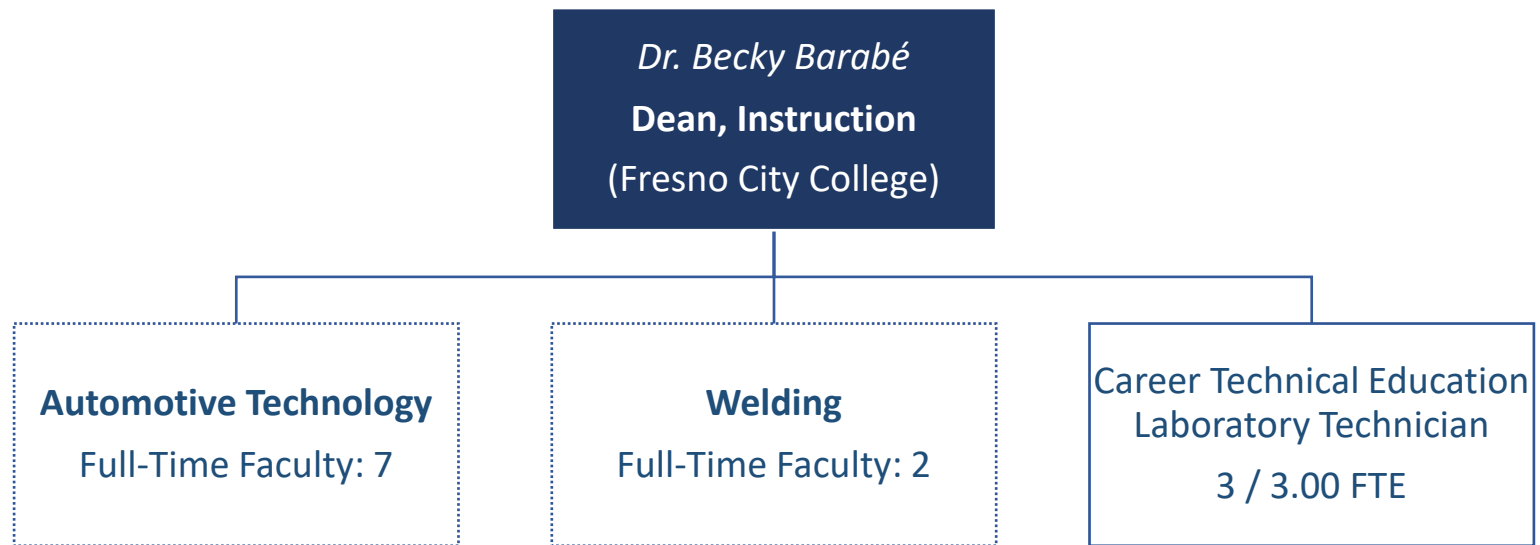 Dr. Becky Barabé
Dean, Instruction
(Fresno City College)
Automotive Technology
Full-Time Faculty: 7
Welding
Full-Time Faculty: 2
Career Technical Education
Laboratory Technician
3 / 3.00 FTE